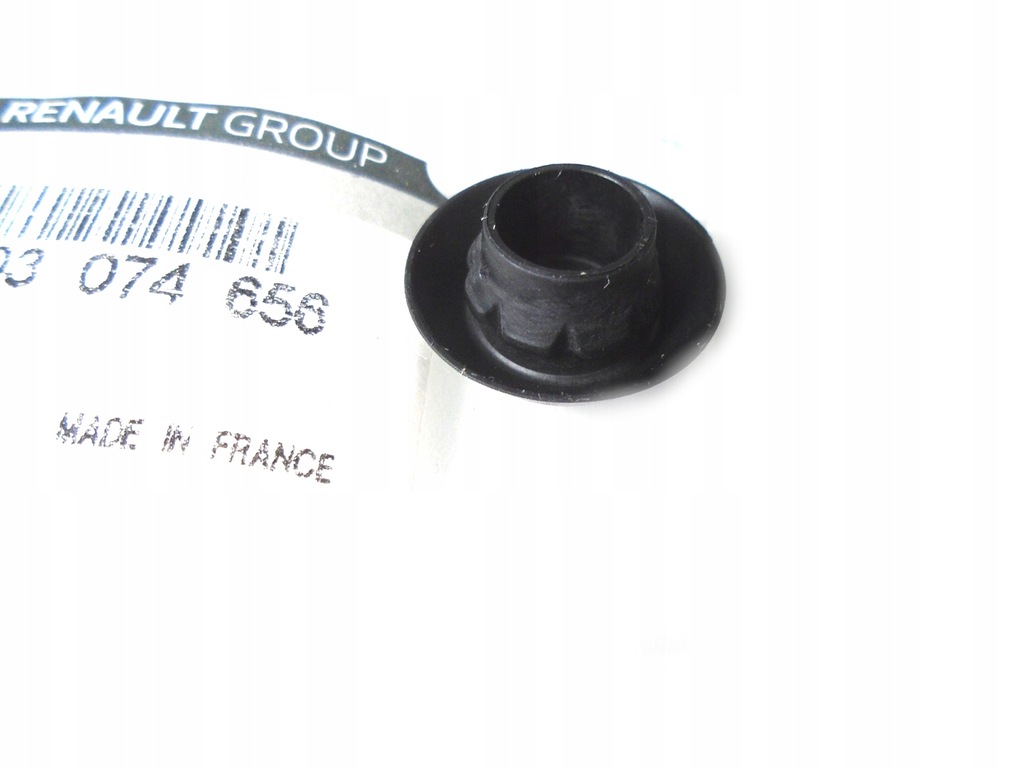 RENAULT GROUP
03 074 656
MADE IN FRANCE